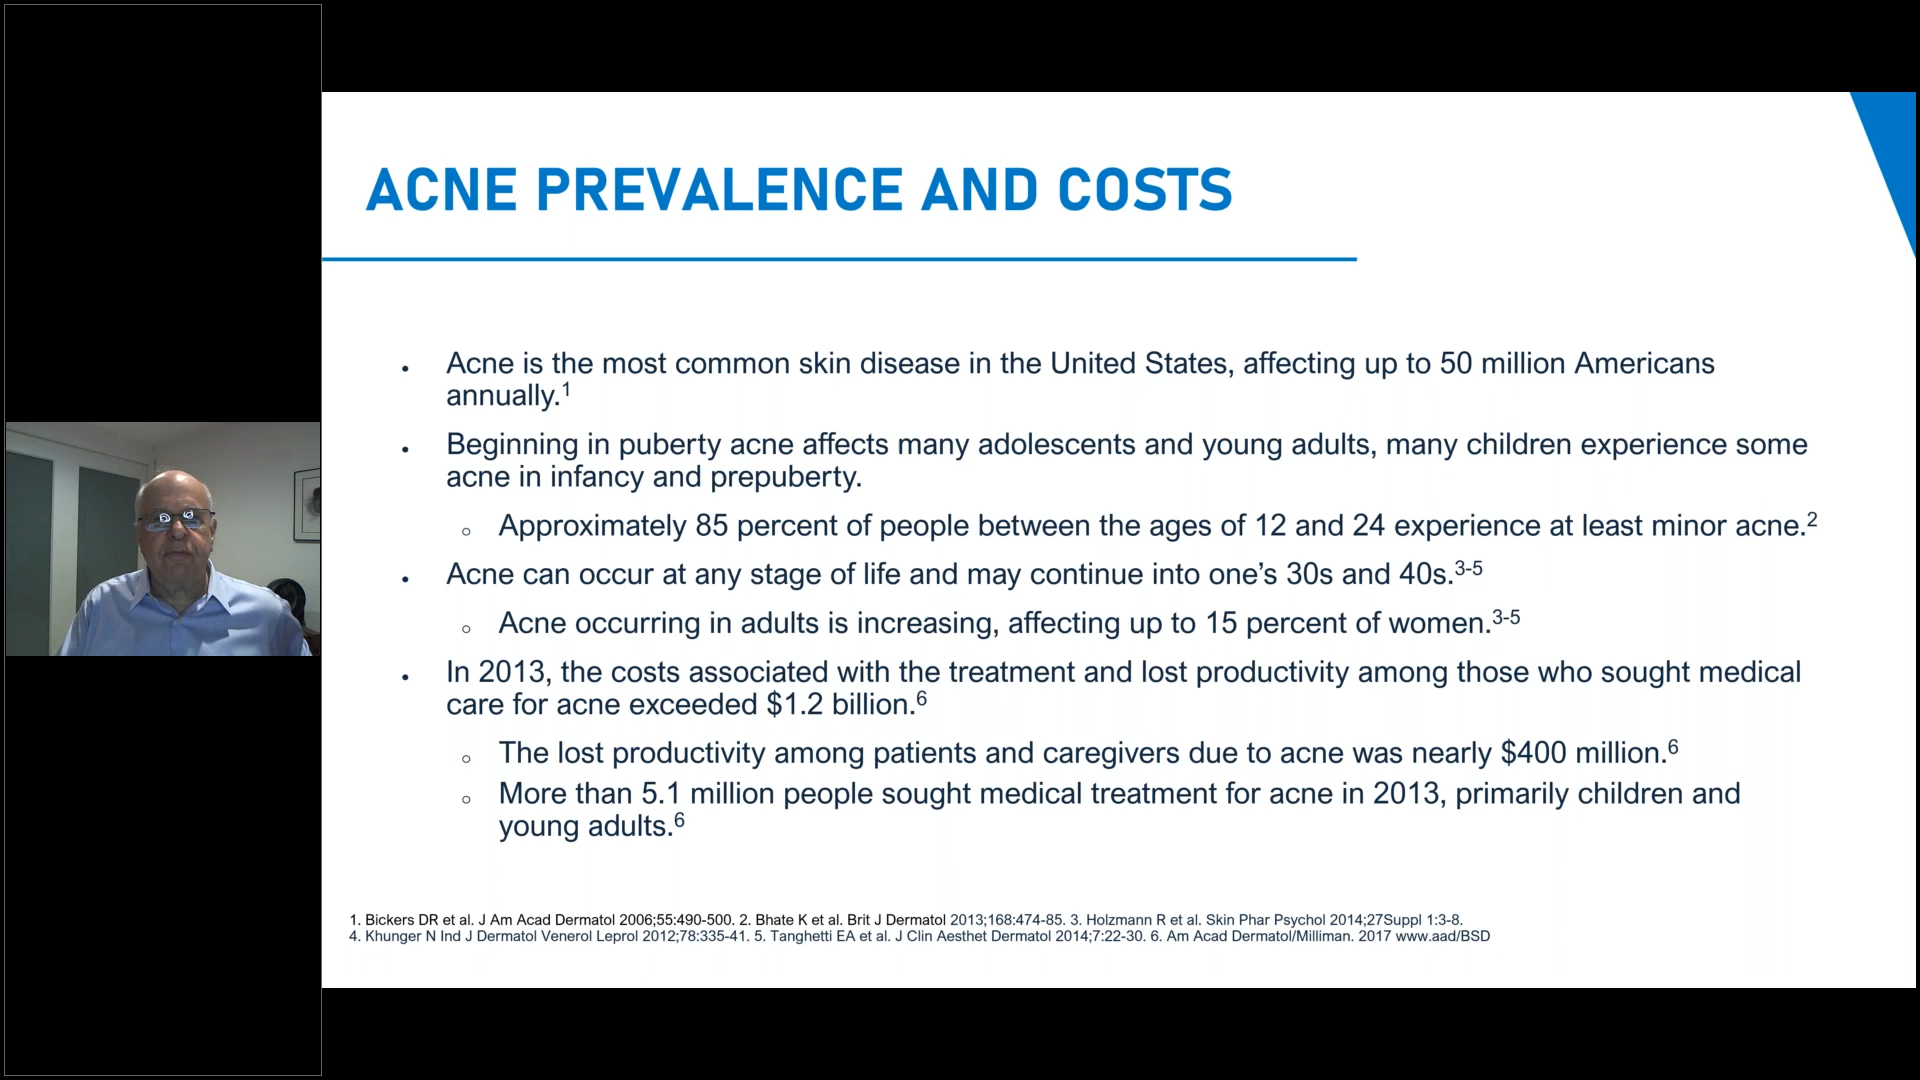 ACNE PREVALENCE AND COSTS
• Acne is the most common skin disease in the United States, affecting up to 50 million Americans
annually.1
• Beginning in puberty acne affects many adolescents and young adults, many children experience some
acne in infancy and prepuberty.
○ Approximately 85 percent of people between the ages of 12 and 24 experience at least minor acne.2
• Acne can occur at any stage of life and may continue into one’s 30s and 40s.3-5
○ Acne occurring in adults is increasing, affecting up to 15 percent of women.3-5
• In 2013, the costs associated with the treatment and lost productivity among those who sought medical
care for acne exceeded $1.2 billion.6
○ The lost productivity among patients and caregivers due to acne was nearly $400 million.6
○ More than 5.1 million people sought medical treatment for acne in 2013, primarily children and
young adults.6
1. Bickers DR et al. J Am Acad Dermatol 2006;55:490-500. 2. Bhate K et al. Brit J Dermatol 2013;168:474-85. 3. Holzmann R et al. Skin Phar Psychol 2014;27Suppl 1:3-8.
4. Khunger N Ind J Dermatol Venerol Leprol 2012;78:335-41. 5. Tanghetti EA et al. J Clin Aesthet Dermatol 2014;7:22-30. 6. Am Acad Dermatol/Milliman. 2017 www.aad/BSD